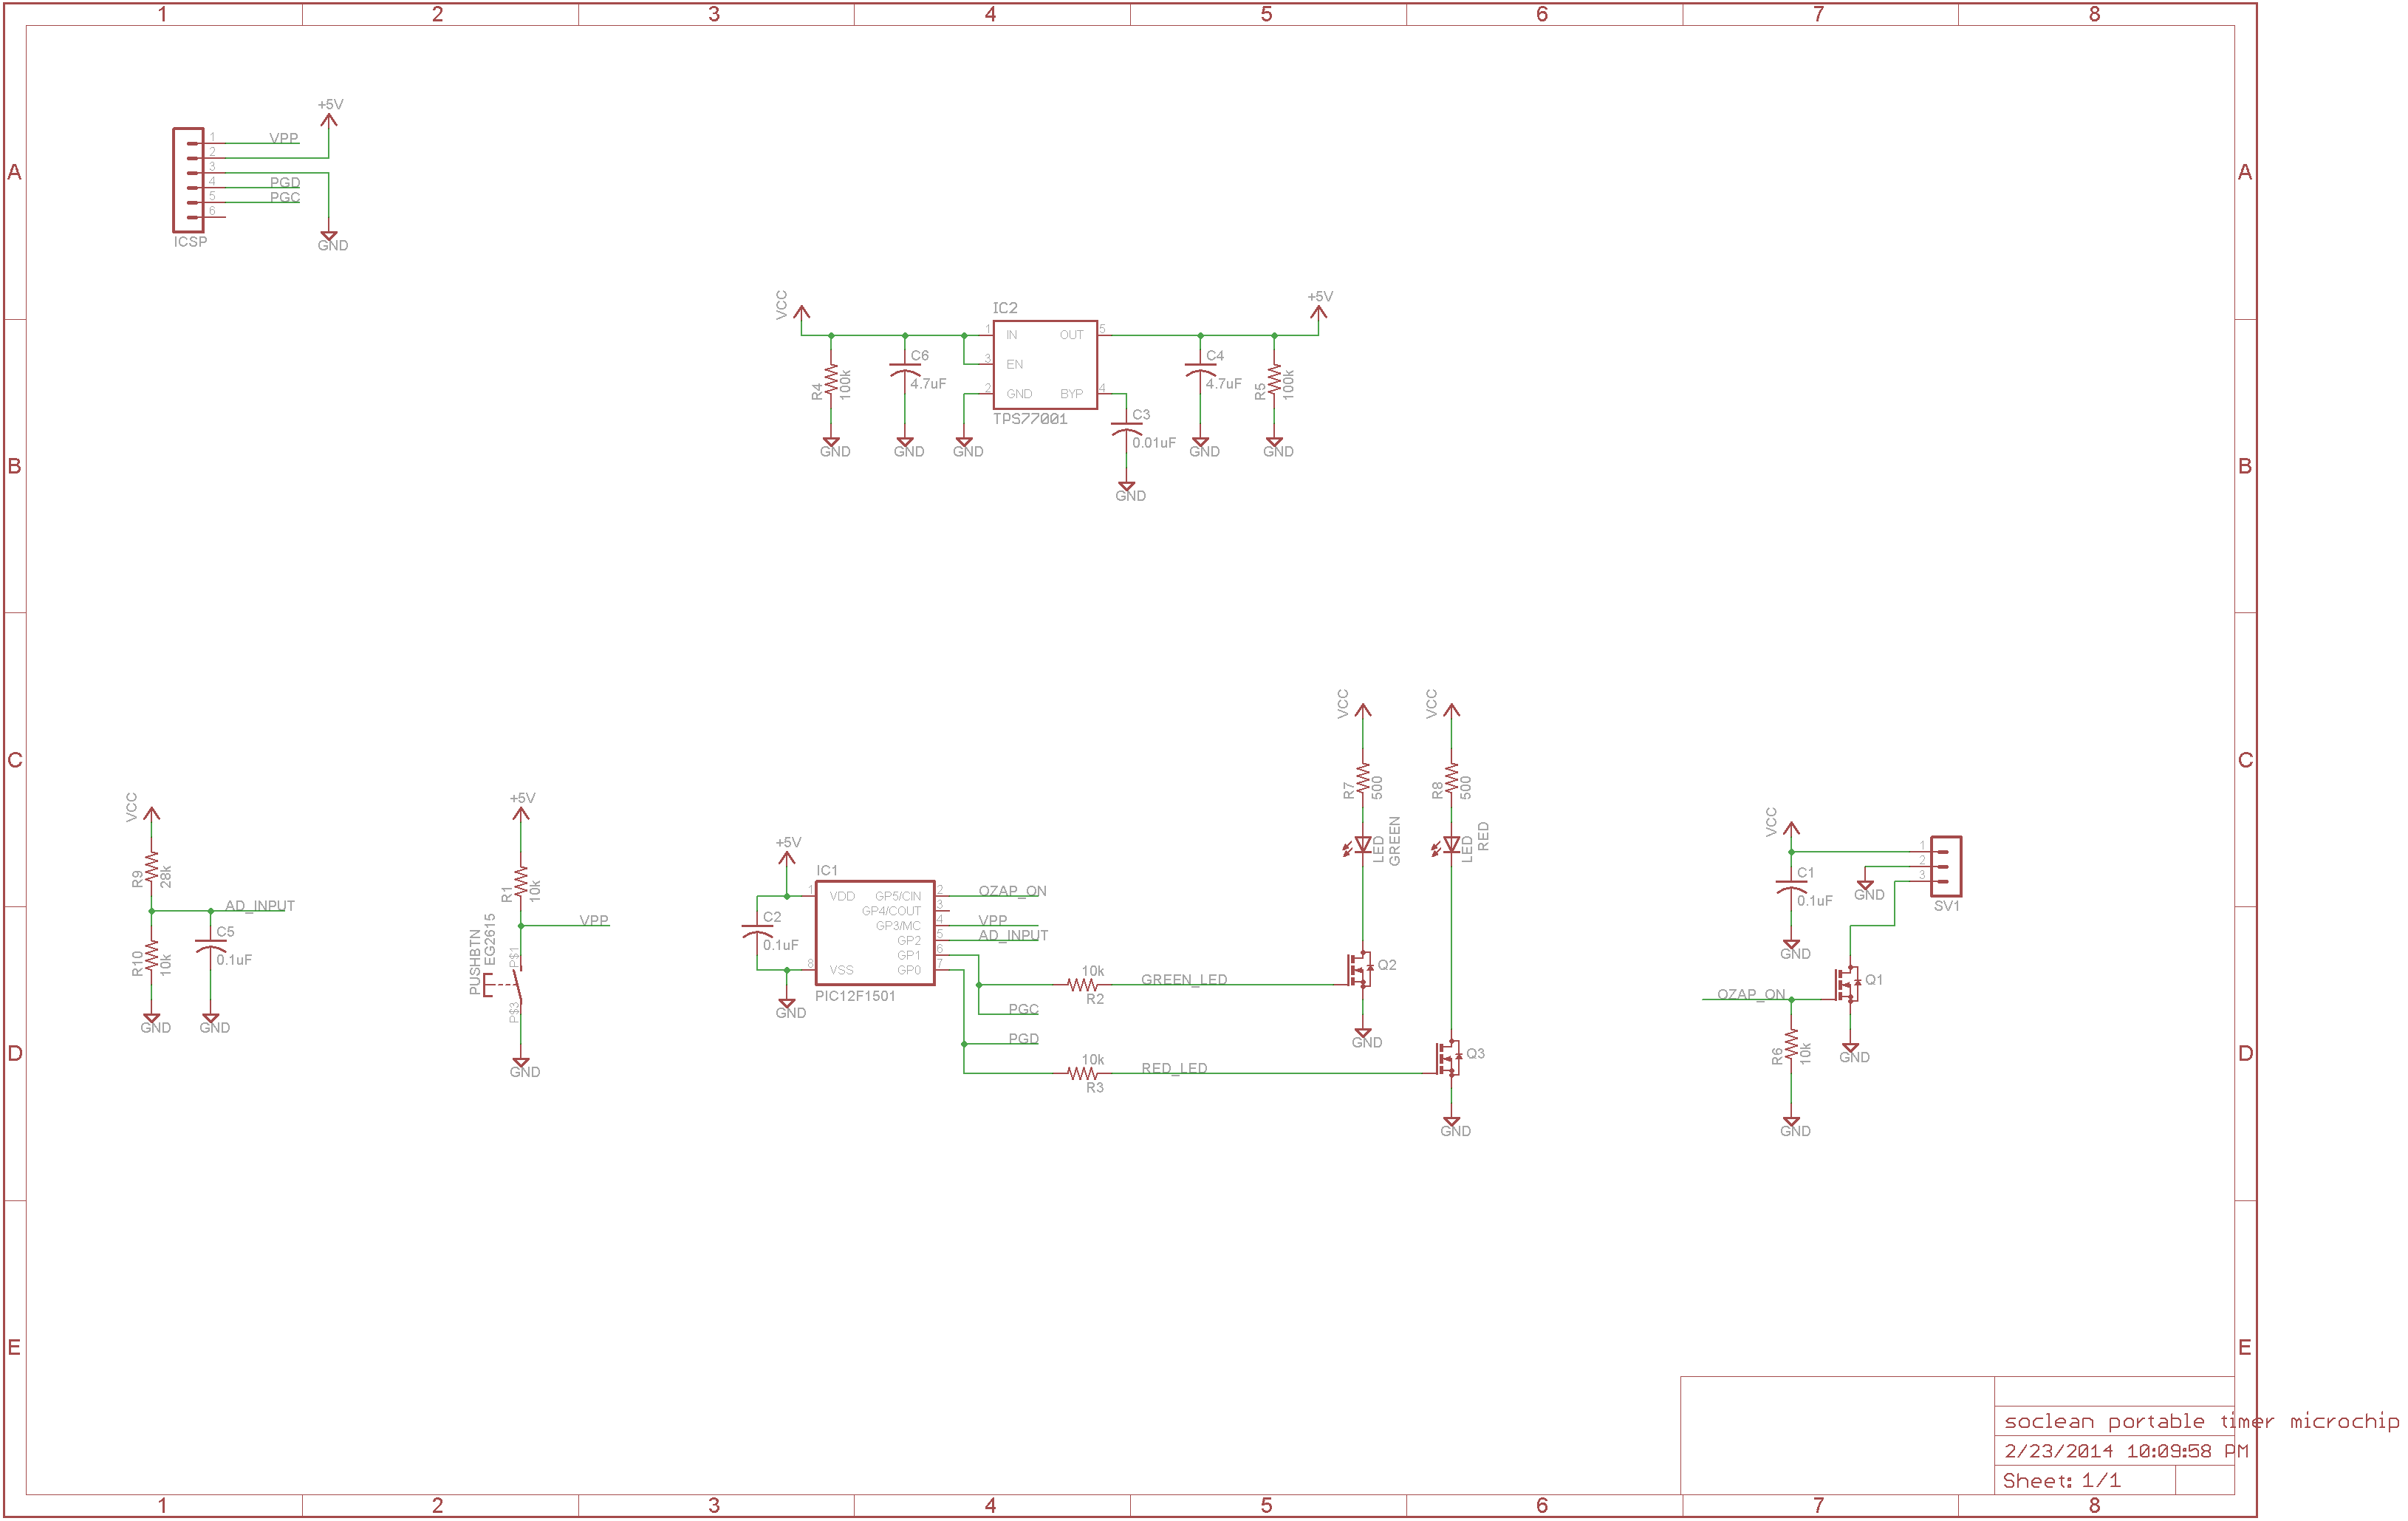 1 2 3 4 5 6 7 8
A A
B B
C C
D D
E E
+5V
1 VPP
2
3
4 PGD
5 PGC
6
ICSP
GND
VCC
IC2
+5V
1 IN OUT 5
3 EN
2 GND BYP 4
TPS77001
R4 100k
C6
4.7uF
C3
0.01uF
C4
4.7uF
R5 100k
GND GND GND GND GND
GND
VCC
R9 28k
AD_INPUT
R10 10k
C5
0.1uF
GND GND
+5V
R1 10k
VPP
PUSHBTN
EG2615
P$1
P$3
GND
+5V
IC1
C2
0.1uF
1 VDD GP5/CIN 2 OZAP_ON
GP4/COUT 3
GP3/MC 4 VPP
GP2 5 AD_INPUT
GP1 6
8 VSS GP0 7
PIC12F1501
GND
10k
R2
GREEN_LED
PGC
PGD
10k
R3
RED_LED
VCC
R7 500
LED
GREEN
Q2
GND
VCC
R8 500
LED
RED
Q3
GND
VCC
C1
0.1uF
GND
1
2
3
GND
SV1
OZAP_ON
Q1
R6 10k
GND
GND
soclean portable timer microchip
2/23/2014 10:09:58 PM
Sheet: 1/1
1 2 3 4 5 6 7 8